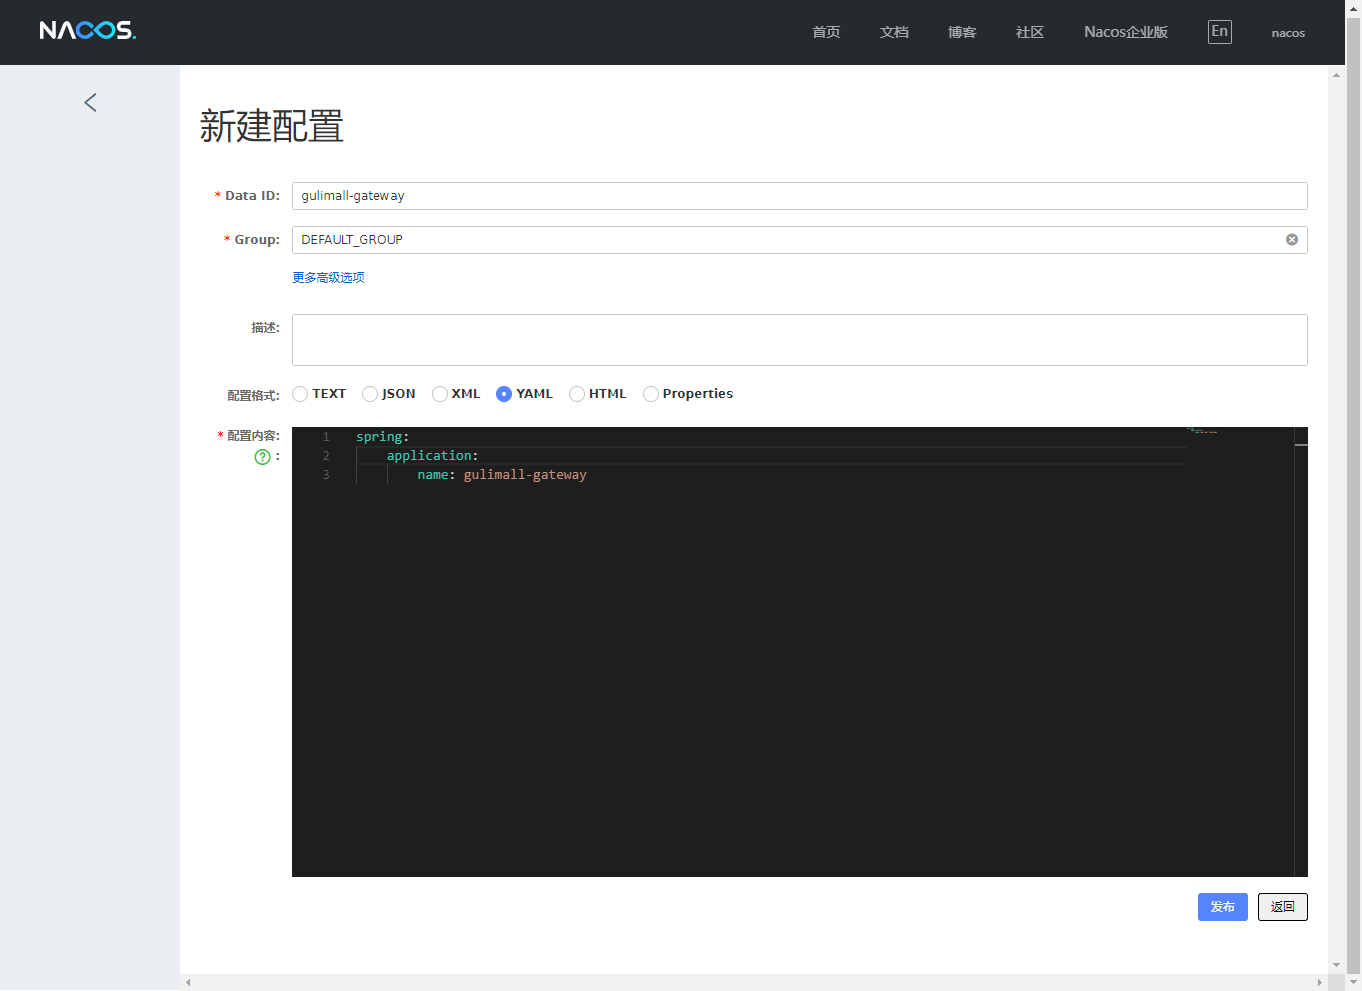 NACOS.
首页 文档 博客 社区 Nacos企业版 En nacos
新建配置
* Data ID: gulimall-gateway
* Group: DEFAULT_GROUP
更多高级选项
描述:
配置格式: TEXT JSON XML YAML HTML Properties
* 配置内容:
? :
1 spring:
2 application:
3 name: gulimall-gateway
发布 返回